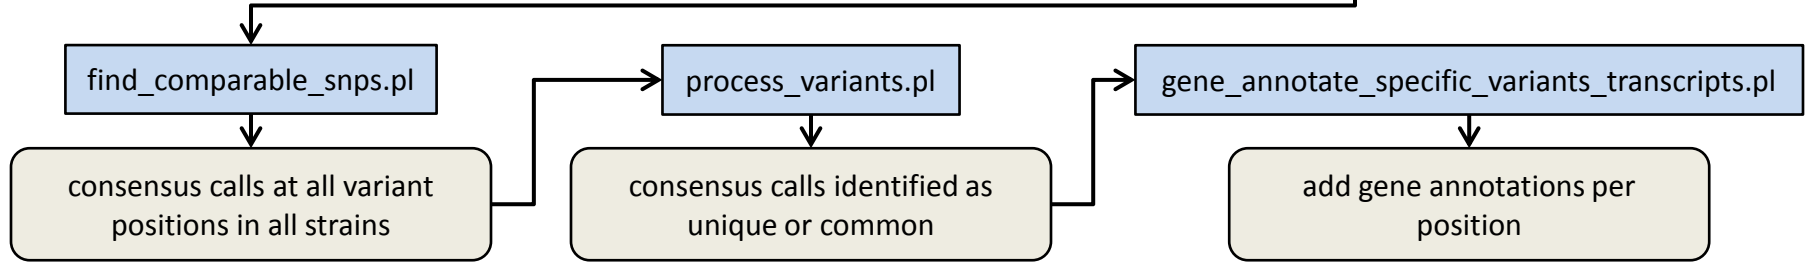 find_comparable_snps.pl
process_variants.pl
gene_annotate_specific_variants_transcripts.pl
consensus calls at all variant
positions in all strains
consensus calls identified as
unique or common
add gene annotations per
position